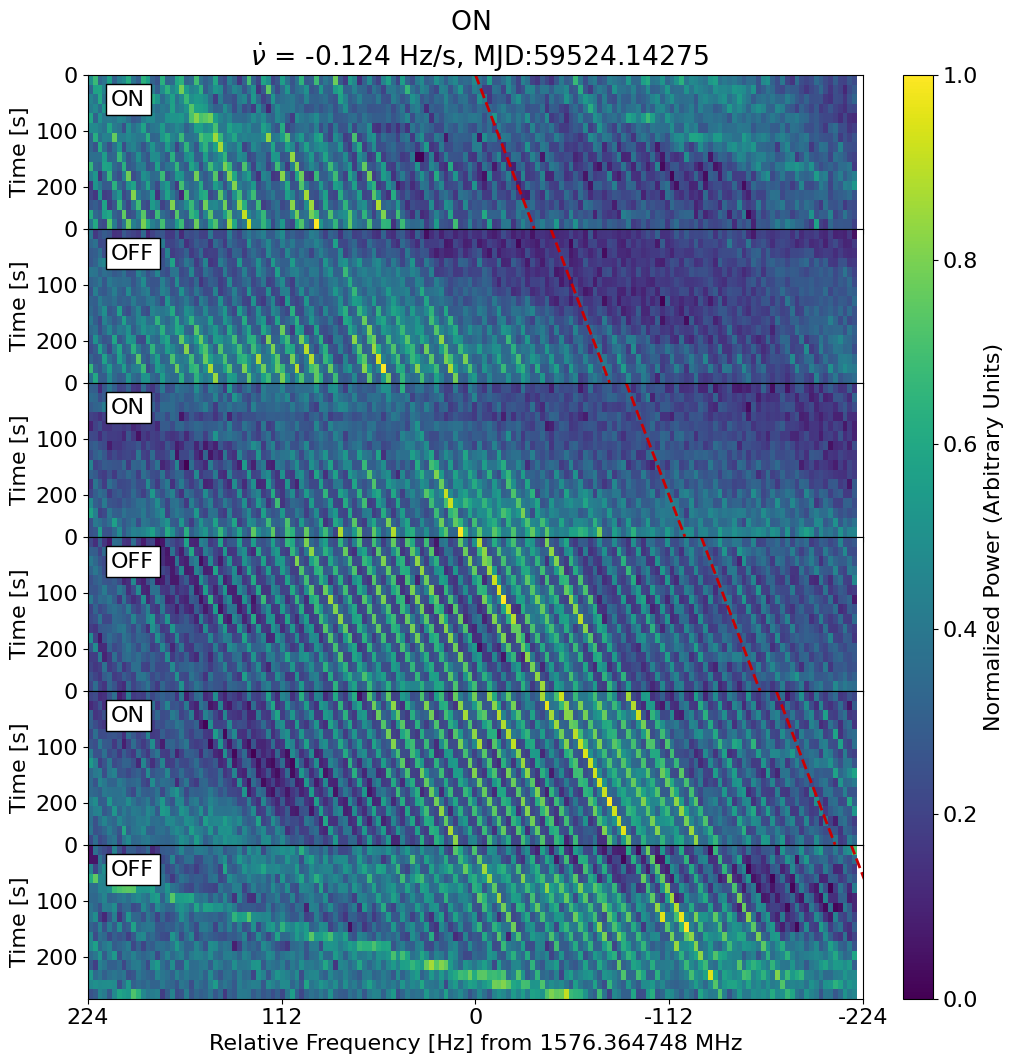 ON
ν̇ = -0.124 Hz/s, MJD:59524.14275
0
100
200
Time [s]
ON
0
100
200
Time [s]
OFF
0
100
200
Time [s]
ON
0
100
200
Time [s]
OFF
0
100
200
Time [s]
ON
0
100
200
Time [s]
OFF
224 112 0 -112 -224
Relative Frequency [Hz] from 1576.364748 MHz
1.0
0.8
0.6
0.4
0.2
0.0
Normalized Power (Arbitrary Units)